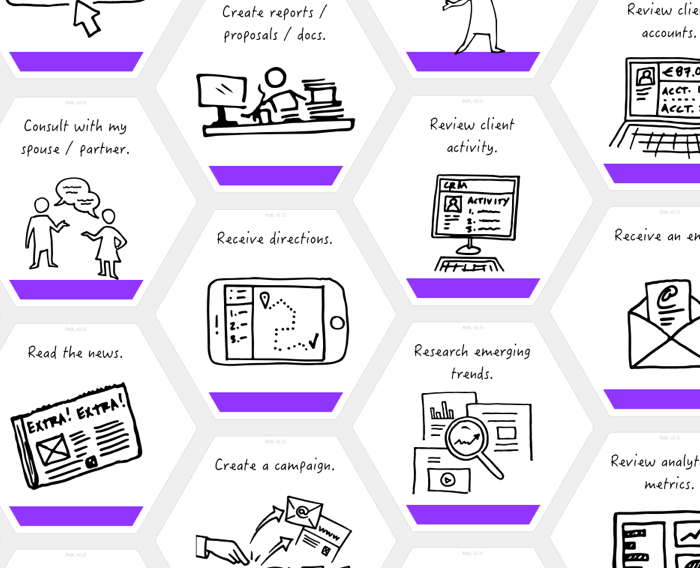 Consult with my
spouse / partner.
Read the news.
EXTRA! EXTRA!
Create reports /
proposals / docs.
Receive directions.
1.
2.
3.
Create a campaign.
@
WWW
Review client
activity.
CRM
ACTIVITY
1.
2.
3.
Research emerging
trends.
Review clie
accounts.
€87.0
ACCT.
ACCT.
Receive an em
@
Review analyt
metrics.